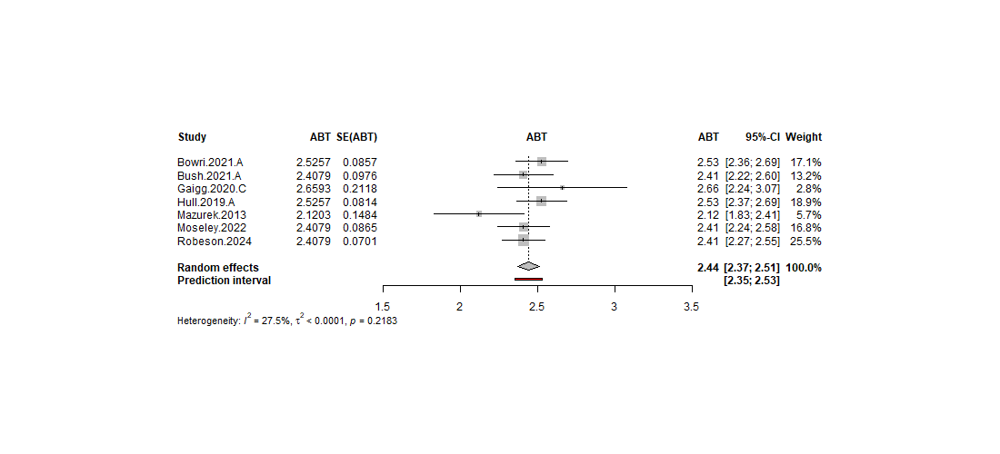 Study ABT SE(ABT) ABT ABT 95%-CI Weight
Bowri.2021.A 2.5257 0.0857 2.53 [2.36; 2.69] 17.1%
Bush.2021.A 2.4079 0.0976 2.41 [2.22; 2.60] 13.2%
Gaigg.2020.C 2.6593 0.2118 2.66 [2.24; 3.07] 2.8%
Hull.2019.A 2.5257 0.0814 2.53 [2.37; 2.69] 18.9%
Mazurek.2013 2.1203 0.1484 2.12 [1.83; 2.41] 5.7%
Moseley.2022 2.4079 0.0865 2.41 [2.24; 2.58] 16.8%
Robeson.2024 2.4079 0.0701 2.41 [2.27; 2.55] 25.5%
Random effects 2.44 [2.37; 2.51] 100.0%
Prediction interval [2.35; 2.53]
1.5 2 2.5 3 3.5
Heterogeneity: I² = 27.5%, τ² < 0.0001, p = 0.2183